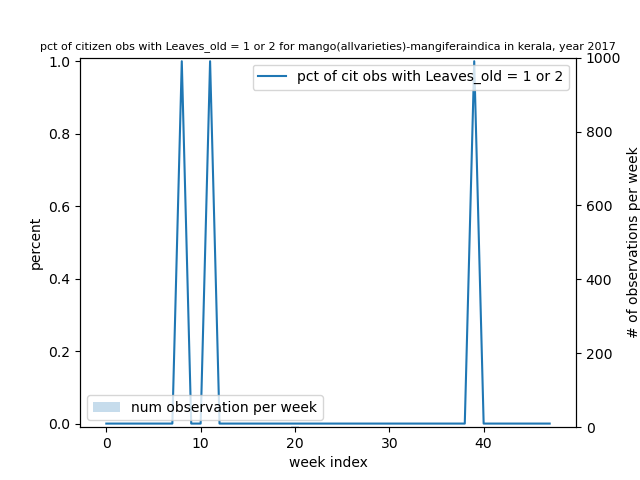 pct of citizen obs with Leaves_old = 1 or 2 for mango(allvarieties)-mangiferaindica in kerala, year 2017
pct of cit obs with Leaves_old = 1 or 2
1.0
0.8
0.6
0.4
0.2
0.0
percent
1000
800
600
400
200
0
# of observations per week
num observation per week
0
10
20
30
40
week index